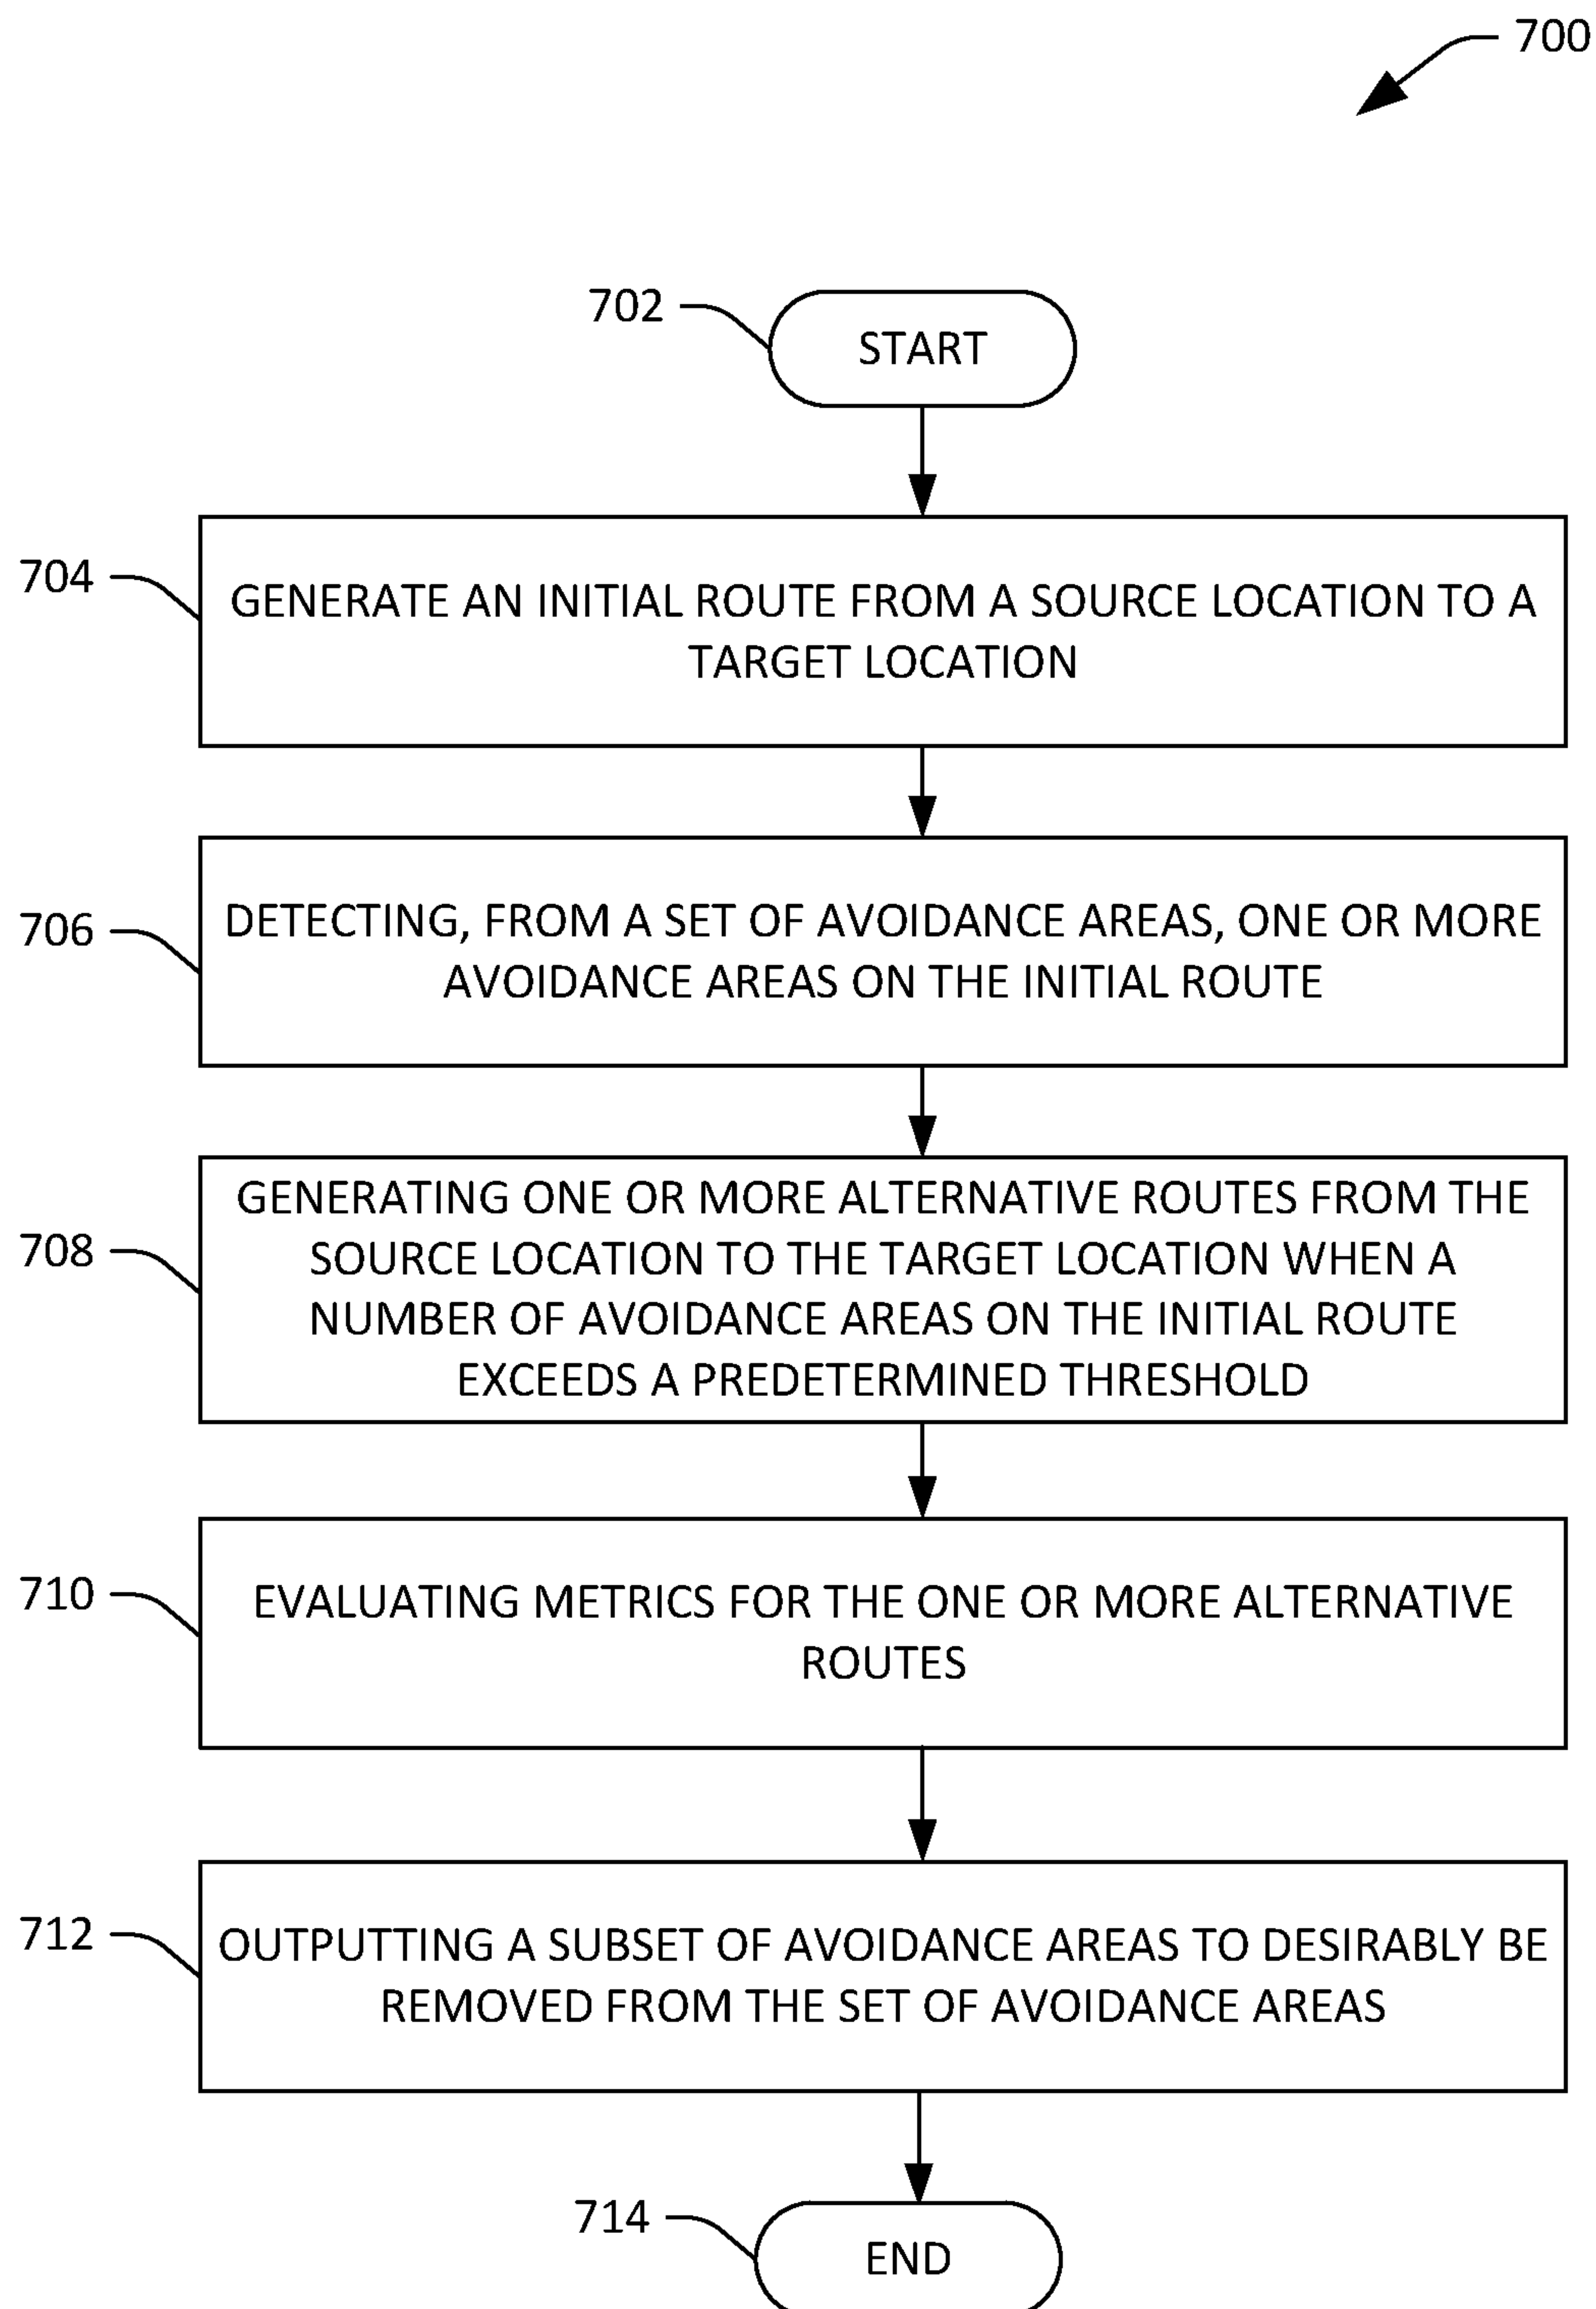 700
702
START
704
GENERATE AN INITIAL ROUTE FROM A SOURCE LOCATION TO A
TARGET LOCATION
706
DETECTING, FROM A SET OF AVOIDANCE AREAS, ONE OR MORE
AVOIDANCE AREAS ON THE INITIAL ROUTE
708
GENERATING ONE OR MORE ALTERNATIVE ROUTES FROM THE
SOURCE LOCATION TO THE TARGET LOCATION WHEN A
NUMBER OF AVOIDANCE AREAS ON THE INITIAL ROUTE
EXCEEDS A PREDETERMINED THRESHOLD
710
EVALUATING METRICS FOR THE ONE OR MORE ALTERNATIVE
ROUTES
712
OUTPUTTING A SUBSET OF AVOIDANCE AREAS TO DESIRABLY BE
REMOVED FROM THE SET OF AVOIDANCE AREAS
714
END